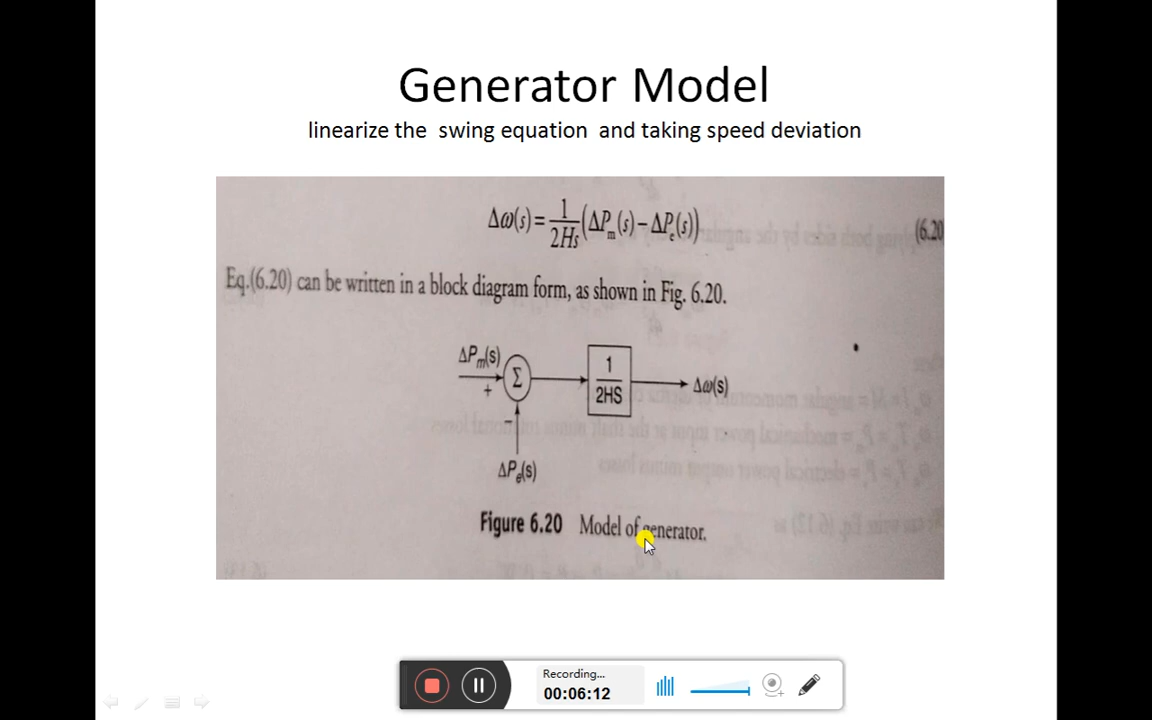 Generator Model
linearize the swing equation and taking speed deviation
Δω(s) = 1/2Hs (ΔPm(s) − ΔPe(s)) (6.20
Eq.(6.20) can be written in a block diagram form, as shown in Fig. 6.20.
ΔPm(s)
+
Σ
1
2HS
Δω(s)
−
ΔPe(s)
Figure 6.20 Model of generator.
Recording...
00:06:12